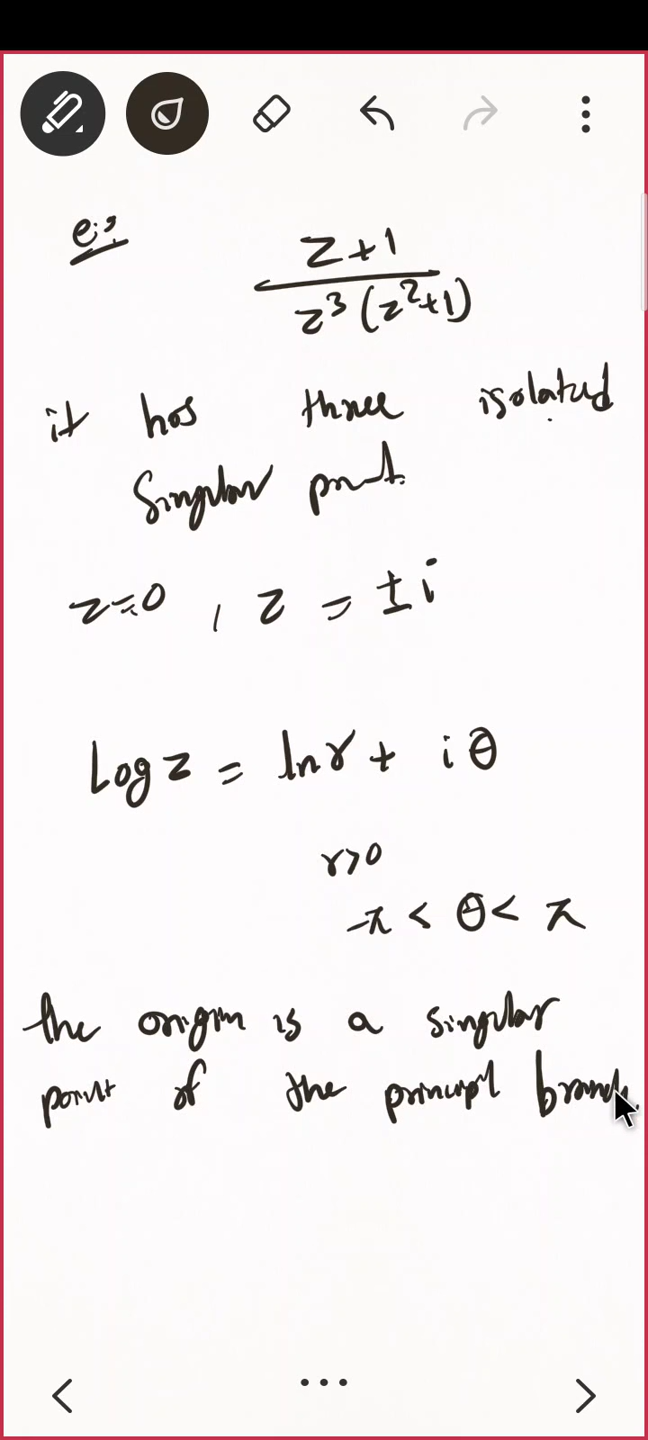 e.g
z+1
z³(z²+1)
it has three isolated
Singular point.
z=0 , z = ±i
Log z = ln r + iθ
r>0
-π < θ < π
the origin is a singular
point of the principl branch